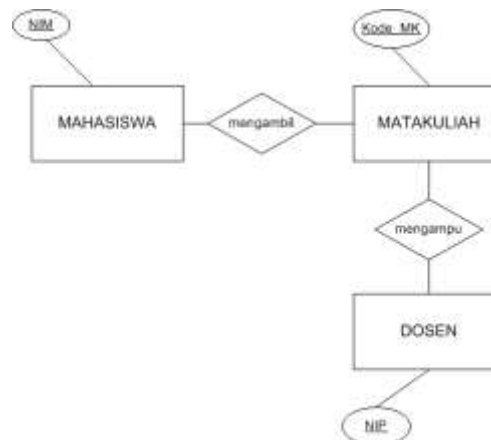 NIM
Kode_MK
MAHASISWA
mengambil
MATAKULIAH
mengampu
DOSEN
NIP